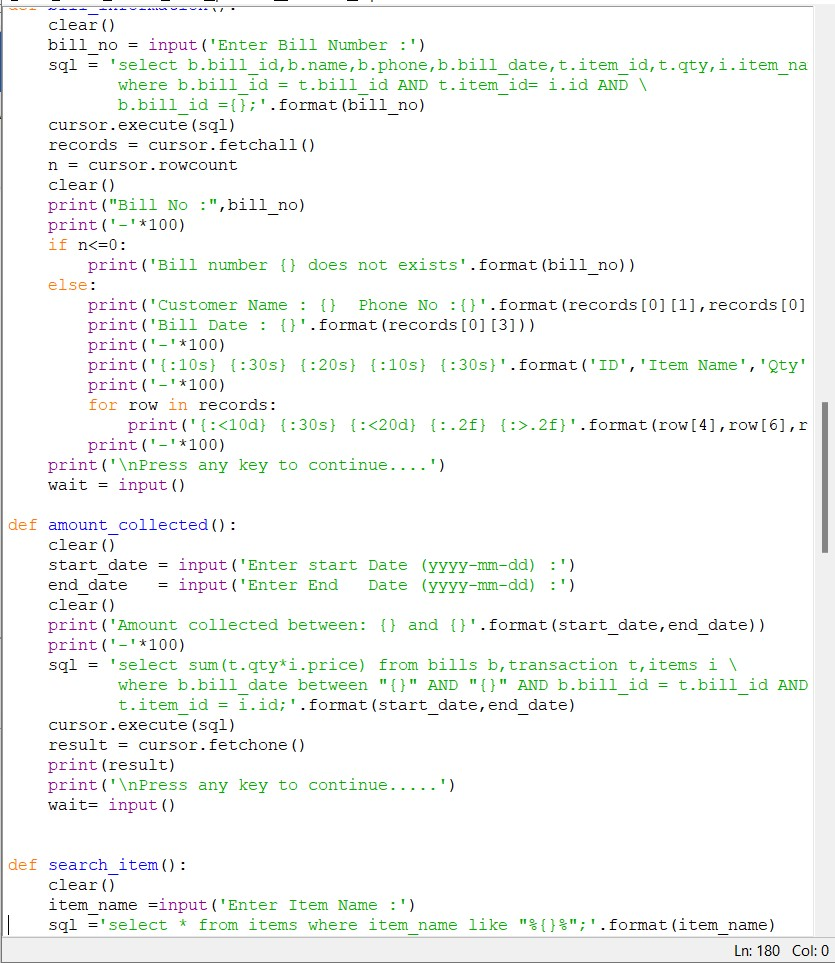 def bill_information():
    clear()
    bill_no = input('Enter Bill Number :')
    sql = 'select b.bill_id,b.name,b.phone,b.bill_date,t.item_id,t.qty,i.item_na
           where b.bill_id = t.bill_id AND t.item_id= i.id AND \
           b.bill_id ={};'.format(bill_no)
    cursor.execute(sql)
    records = cursor.fetchall()
    n = cursor.rowcount
    clear()
    print("Bill No :",bill_no)
    print('-'*100)
    if n<=0:
        print('Bill number {} does not exists'.format(bill_no))
    else:
        print('Customer Name : {}  Phone No :{}'.format(records[0][1],records[0]
        print('Bill Date : {}'.format(records[0][3]))
        print('-'*100)
        print('{:10s} {:30s} {:20s} {:10s} {:30s}'.format('ID','Item Name','Qty'
        print('-'*100)
        for row in records:
            print('{:<10d} {:30s} {:<20d} {:.2f} {:>.2f}'.format(row[4],row[6],r
        print('-'*100)
    print('\nPress any key to continue....')
    wait = input()

def amount_collected():
    clear()
    start_date = input('Enter start Date (yyyy-mm-dd) :')
    end_date   = input('Enter End   Date (yyyy-mm-dd) :')
    clear()
    print('Amount collected between: {} and {}'.format(start_date,end_date))
    print('-'*100)
    sql = 'select sum(t.qty*i.price) from bills b,transaction t,items i \
           where b.bill_date between "{}" AND "{}" AND b.bill_id = t.bill_id AND
           t.item_id = i.id;'.format(start_date,end_date)
    cursor.execute(sql)
    result = cursor.fetchone()
    print(result)
    print('\nPress any key to continue.....')
    wait= input()

def search_item():
    clear()
    item_name =input('Enter Item Name :')
    sql ='select * from items where item_name like "%{}%";'.format(item_name)
Ln: 180 Col: 0